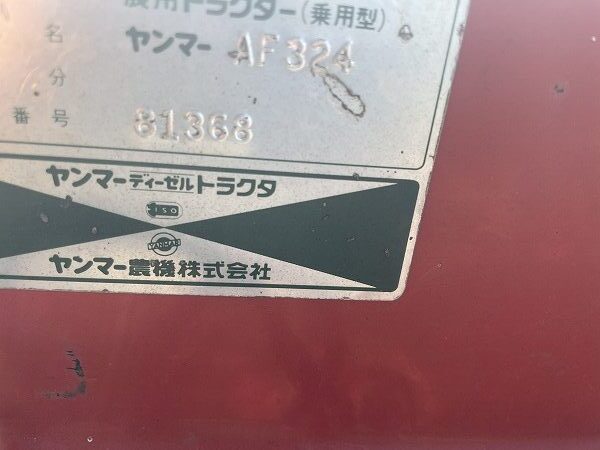 農用トラクター(乗用型)
名 ヤンマー AF324
分
番号 81368
ヤンマーディーゼルトラクタ
ISO
YANMAR
ヤンマー農機株式会社